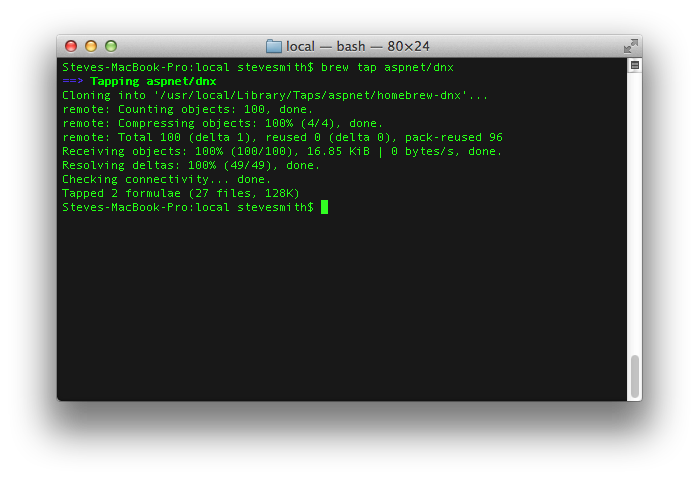 local — bash — 80×24
Steves-MacBook-Pro:local stevesmith$ brew tap aspnet/dnx
==> Tapping aspnet/dnx
Cloning into '/usr/local/Library/Taps/aspnet/homebrew-dnx'...
remote: Counting objects: 100, done.
remote: Compressing objects: 100% (4/4), done.
remote: Total 100 (delta 1), reused 0 (delta 0), pack-reused 96
Receiving objects: 100% (100/100), 16.85 KiB | 0 bytes/s, done.
Resolving deltas: 100% (49/49), done.
Checking connectivity... done.
Tapped 2 formulae (27 files, 128K)
Steves-MacBook-Pro:local stevesmith$